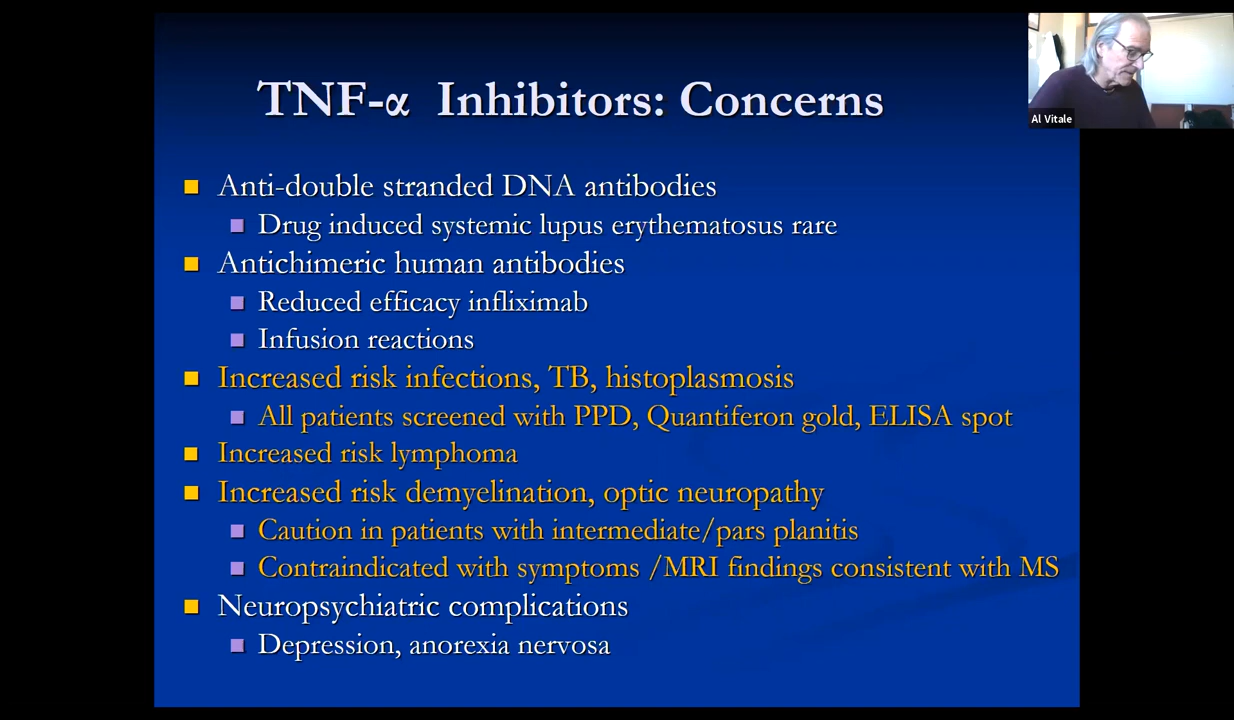 TNF-α Inhibitors: Concerns
Al Vitale
Anti-double stranded DNA antibodies
Drug induced systemic lupus erythematosus rare
Antichimeric human antibodies
Reduced efficacy infliximab
Infusion reactions
Increased risk infections, TB, histoplasmosis
All patients screened with PPD, Quantiferon gold, ELISA spot
Increased risk lymphoma
Increased risk demyelination, optic neuropathy
Caution in patients with intermediate/pars planitis
Contraindicated with symptoms /MRI findings consistent with MS
Neuropsychiatric complications
Depression, anorexia nervosa